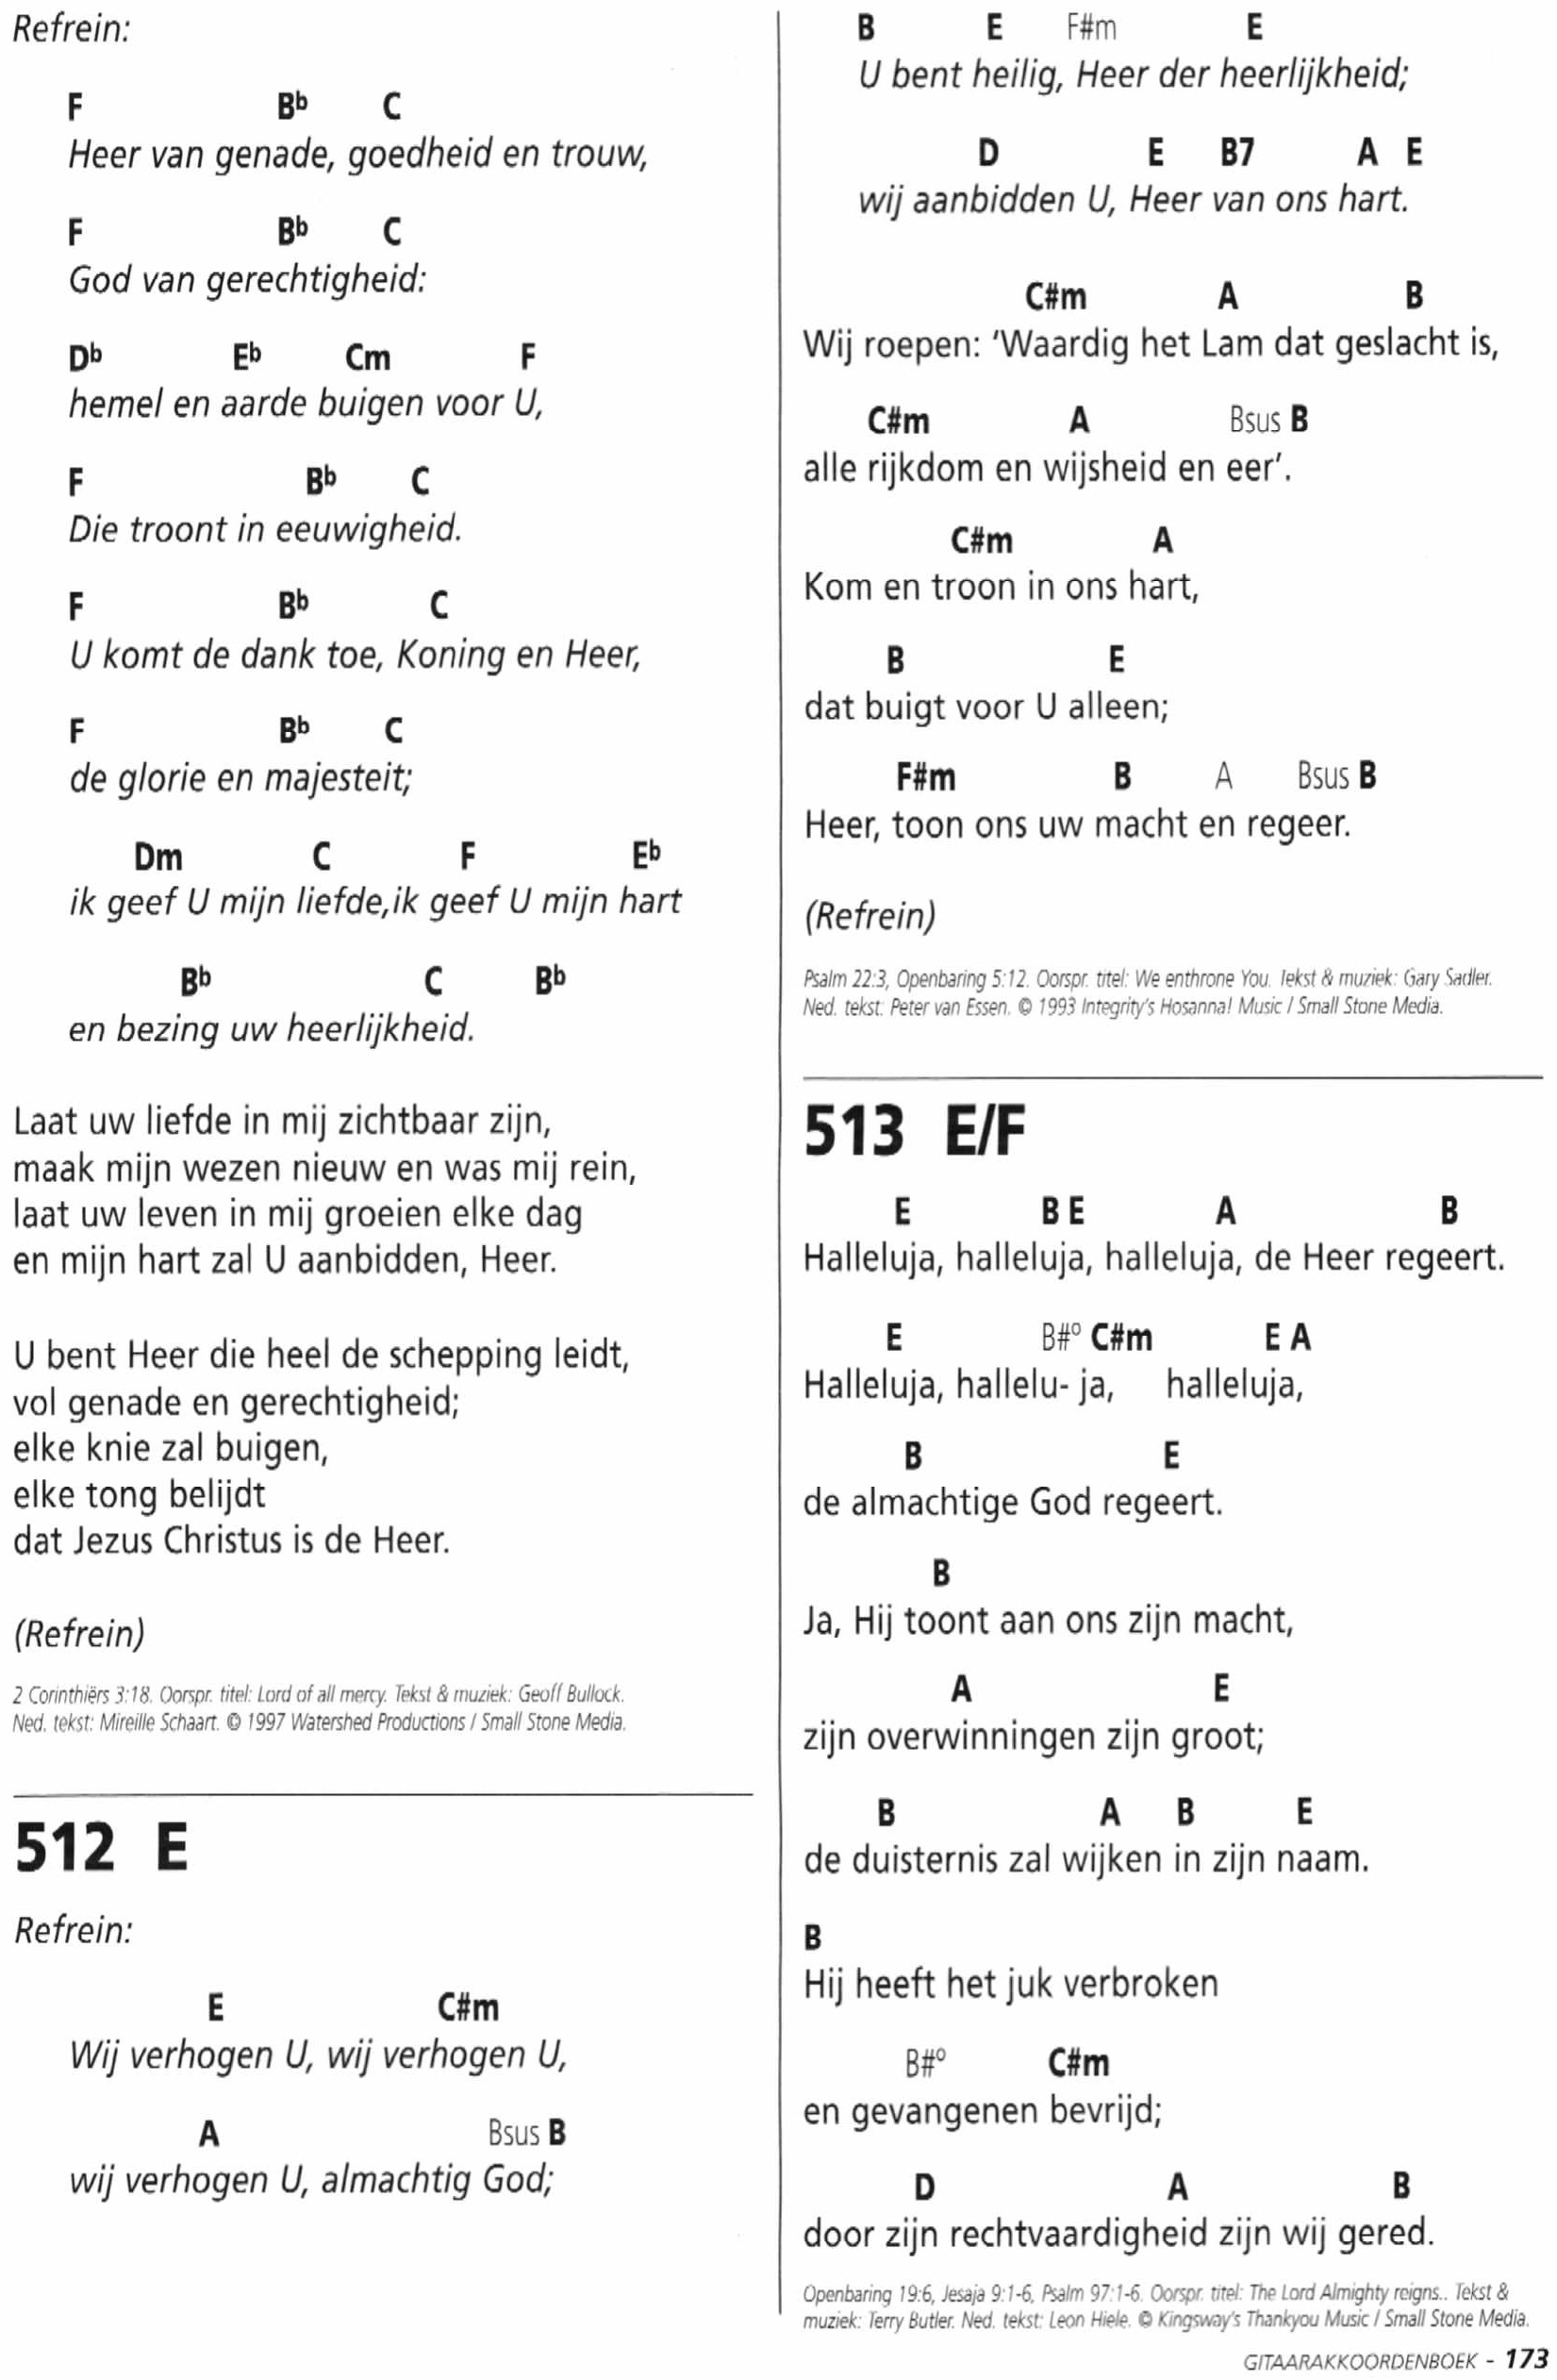 Refrein:
F Bb C
Heer van genade, goedheid en trouw,
F Bb C
God van gerechtigheid:
Db Eb Cm F
hemel en aarde buigen voor U,
F Bb C
Die troont in eeuwigheid.
F Bb C
U komt de dank toe, Koning en Heer,
F Bb C
de glorie en majesteit;
Dm C F Eb
ik geef U mijn liefde,ik geef U mijn hart
Bb C Bb
en bezing uw heerlijkheid.
Laat uw liefde in mij zichtbaar zijn,
maak mijn wezen nieuw en was mij rein,
laat uw leven in mij groeien elke dag
en mijn hart zal U aanbidden, Heer.
U bent Heer die heel de schepping leidt,
vol genade en gerechtigheid;
elke knie zal buigen,
elke tong belijdt
dat Jezus Christus is de Heer.
(Refrein)
2 Corinthiërs 3:18. Oorspr. titel: Lord of all mercy. Tekst & muziek: Geoff Bullock.
Ned. tekst: Mireille Schaart. © 1997 Watershed Productions / Small Stone Media.
512 E
Refrein:
E C#m
Wij verhogen U, wij verhogen U,
A Bsus B
wij verhogen U, almachtig God;
B E F#m E
U bent heilig, Heer der heerlijkheid;
D E B7 A E
wij aanbidden U, Heer van ons hart.
C#m A B
Wij roepen: ‘Waardig het Lam dat geslacht is,
C#m A Bsus B
alle rijkdom en wijsheid en eer’.
C#m A
Kom en troon in ons hart,
B E
dat buigt voor U alleen;
F#m B A Bsus B
Heer, toon ons uw macht en regeer.
(Refrein)
Psalm 22:3, Openbaring 5:12. Oorspr. titel: We enthrone You. Tekst & muziek: Gary Sadler.
Ned. tekst: Peter van Essen. © 1993 Integrity's Hosanna! Music / Small Stone Media.
513 E/F
E B E A B
Halleluja, halleluja, halleluja, de Heer regeert.
E B#° C#m E A
Halleluja, hallelu- ja, halleluja,
B E
de almachtige God regeert.
B
Ja, Hij toont aan ons zijn macht,
A E
zijn overwinningen zijn groot;
B A B E
de duisternis zal wijken in zijn naam.
B
Hij heeft het juk verbroken
B#° C#m
en gevangenen bevrijd;
D A B
door zijn rechtvaardigheid zijn wij gered.
Openbaring 19:6, Jesaja 9:1-6, Psalm 97:1-6. Oorspr. titel: The Lord Almighty reigns.. Tekst &
muziek: Terry Butler. Ned. tekst: Leon Hiele. © Kingsway's Thankyou Music / Small Stone Media.
GITAARAKKOORDENBOEK - 173